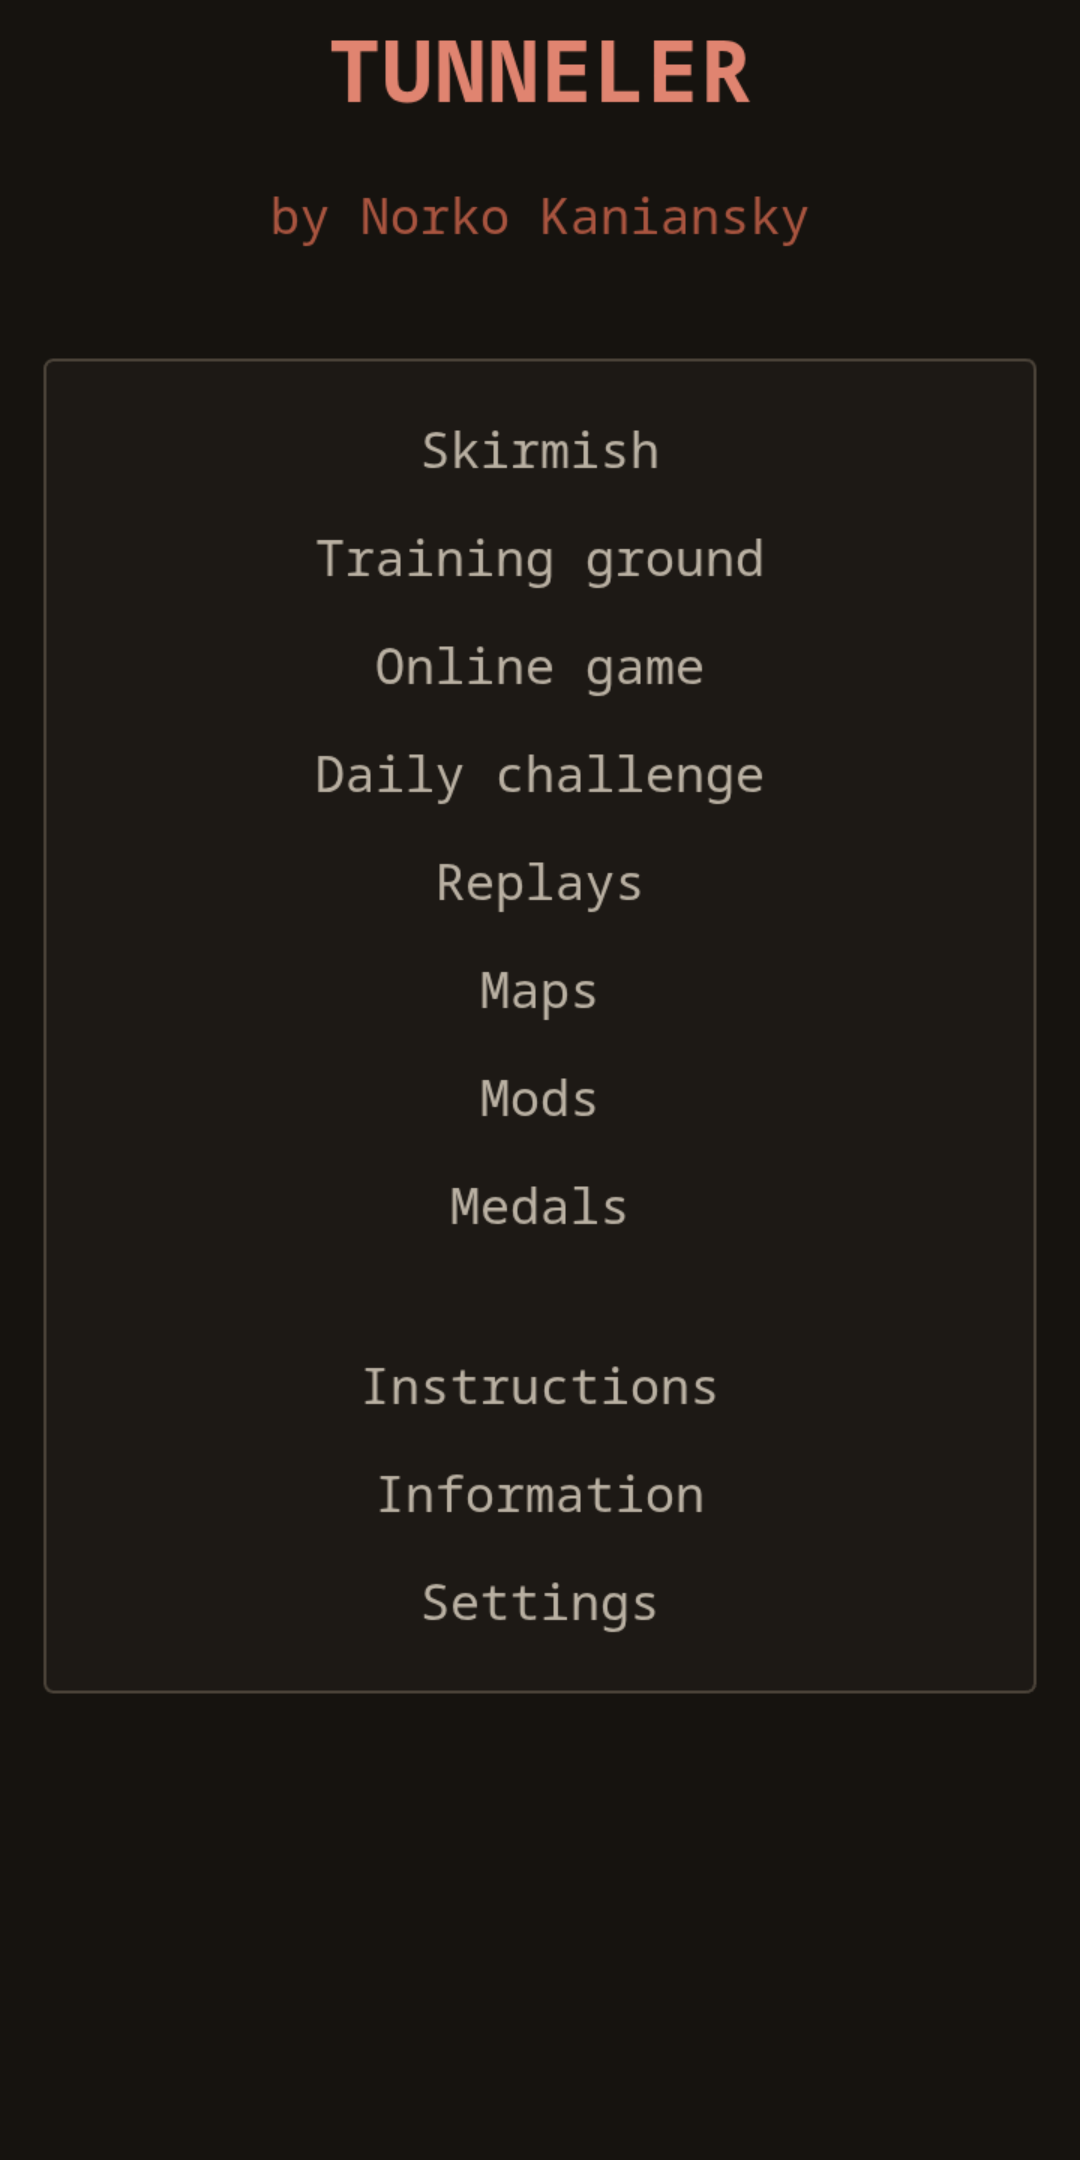 TUNNELER
by Norko Kaniansky
Skirmish
Training ground
Online game
Daily challenge
Replays
Maps
Mods
Medals
Instructions
Information
Settings